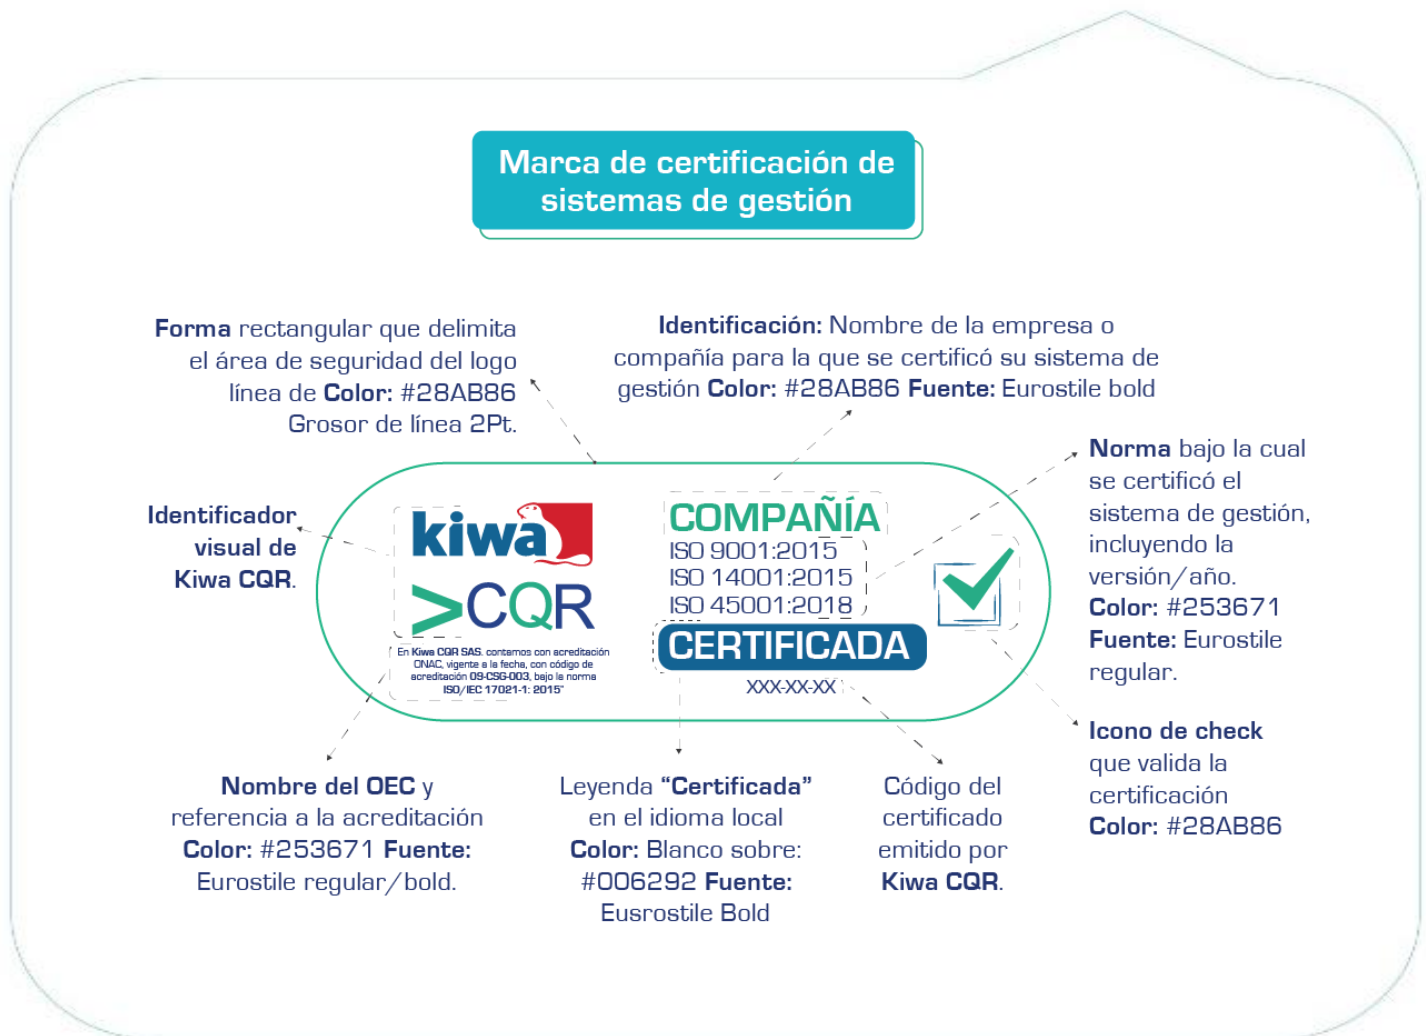 Marca de certificación de
sistemas de gestión
Forma rectangular que delimita
el área de seguridad del logo
línea de Color: #28AB86
Grosor de línea 2Pt.
Identificación: Nombre de la empresa o
compañía para la que se certificó su sistema de
gestión Color: #28AB86 Fuente: Eurostile bold
Norma bajo la cual
se certificó el
sistema de gestión,
incluyendo la
versión/año.
Color: #253671
Fuente: Eurostile
regular.
Identificador
visual de
Kiwa CQR.
kiwa
>CQR
En Kiwa CQR SAS. contamos con acreditación
ONAC, vigente a la fecha, con código de
acreditación 09-CSG-003, bajo la norma
ISO/IEC 17021-1: 2015"
COMPAÑÍA
ISO 9001:2015
ISO 14001:2015
ISO 45001:2018
CERTIFICADA
XXX-XX-XX
Icono de check
que valida la
certificación
Color: #28AB86
Nombre del OEC y
referencia a la acreditación
Color: #253671 Fuente:
Eurostile regular/bold.
Leyenda “Certificada”
en el idioma local
Color: Blanco sobre:
#006292 Fuente:
Eusrostile Bold
Código del
certificado
emitido por
Kiwa CQR.